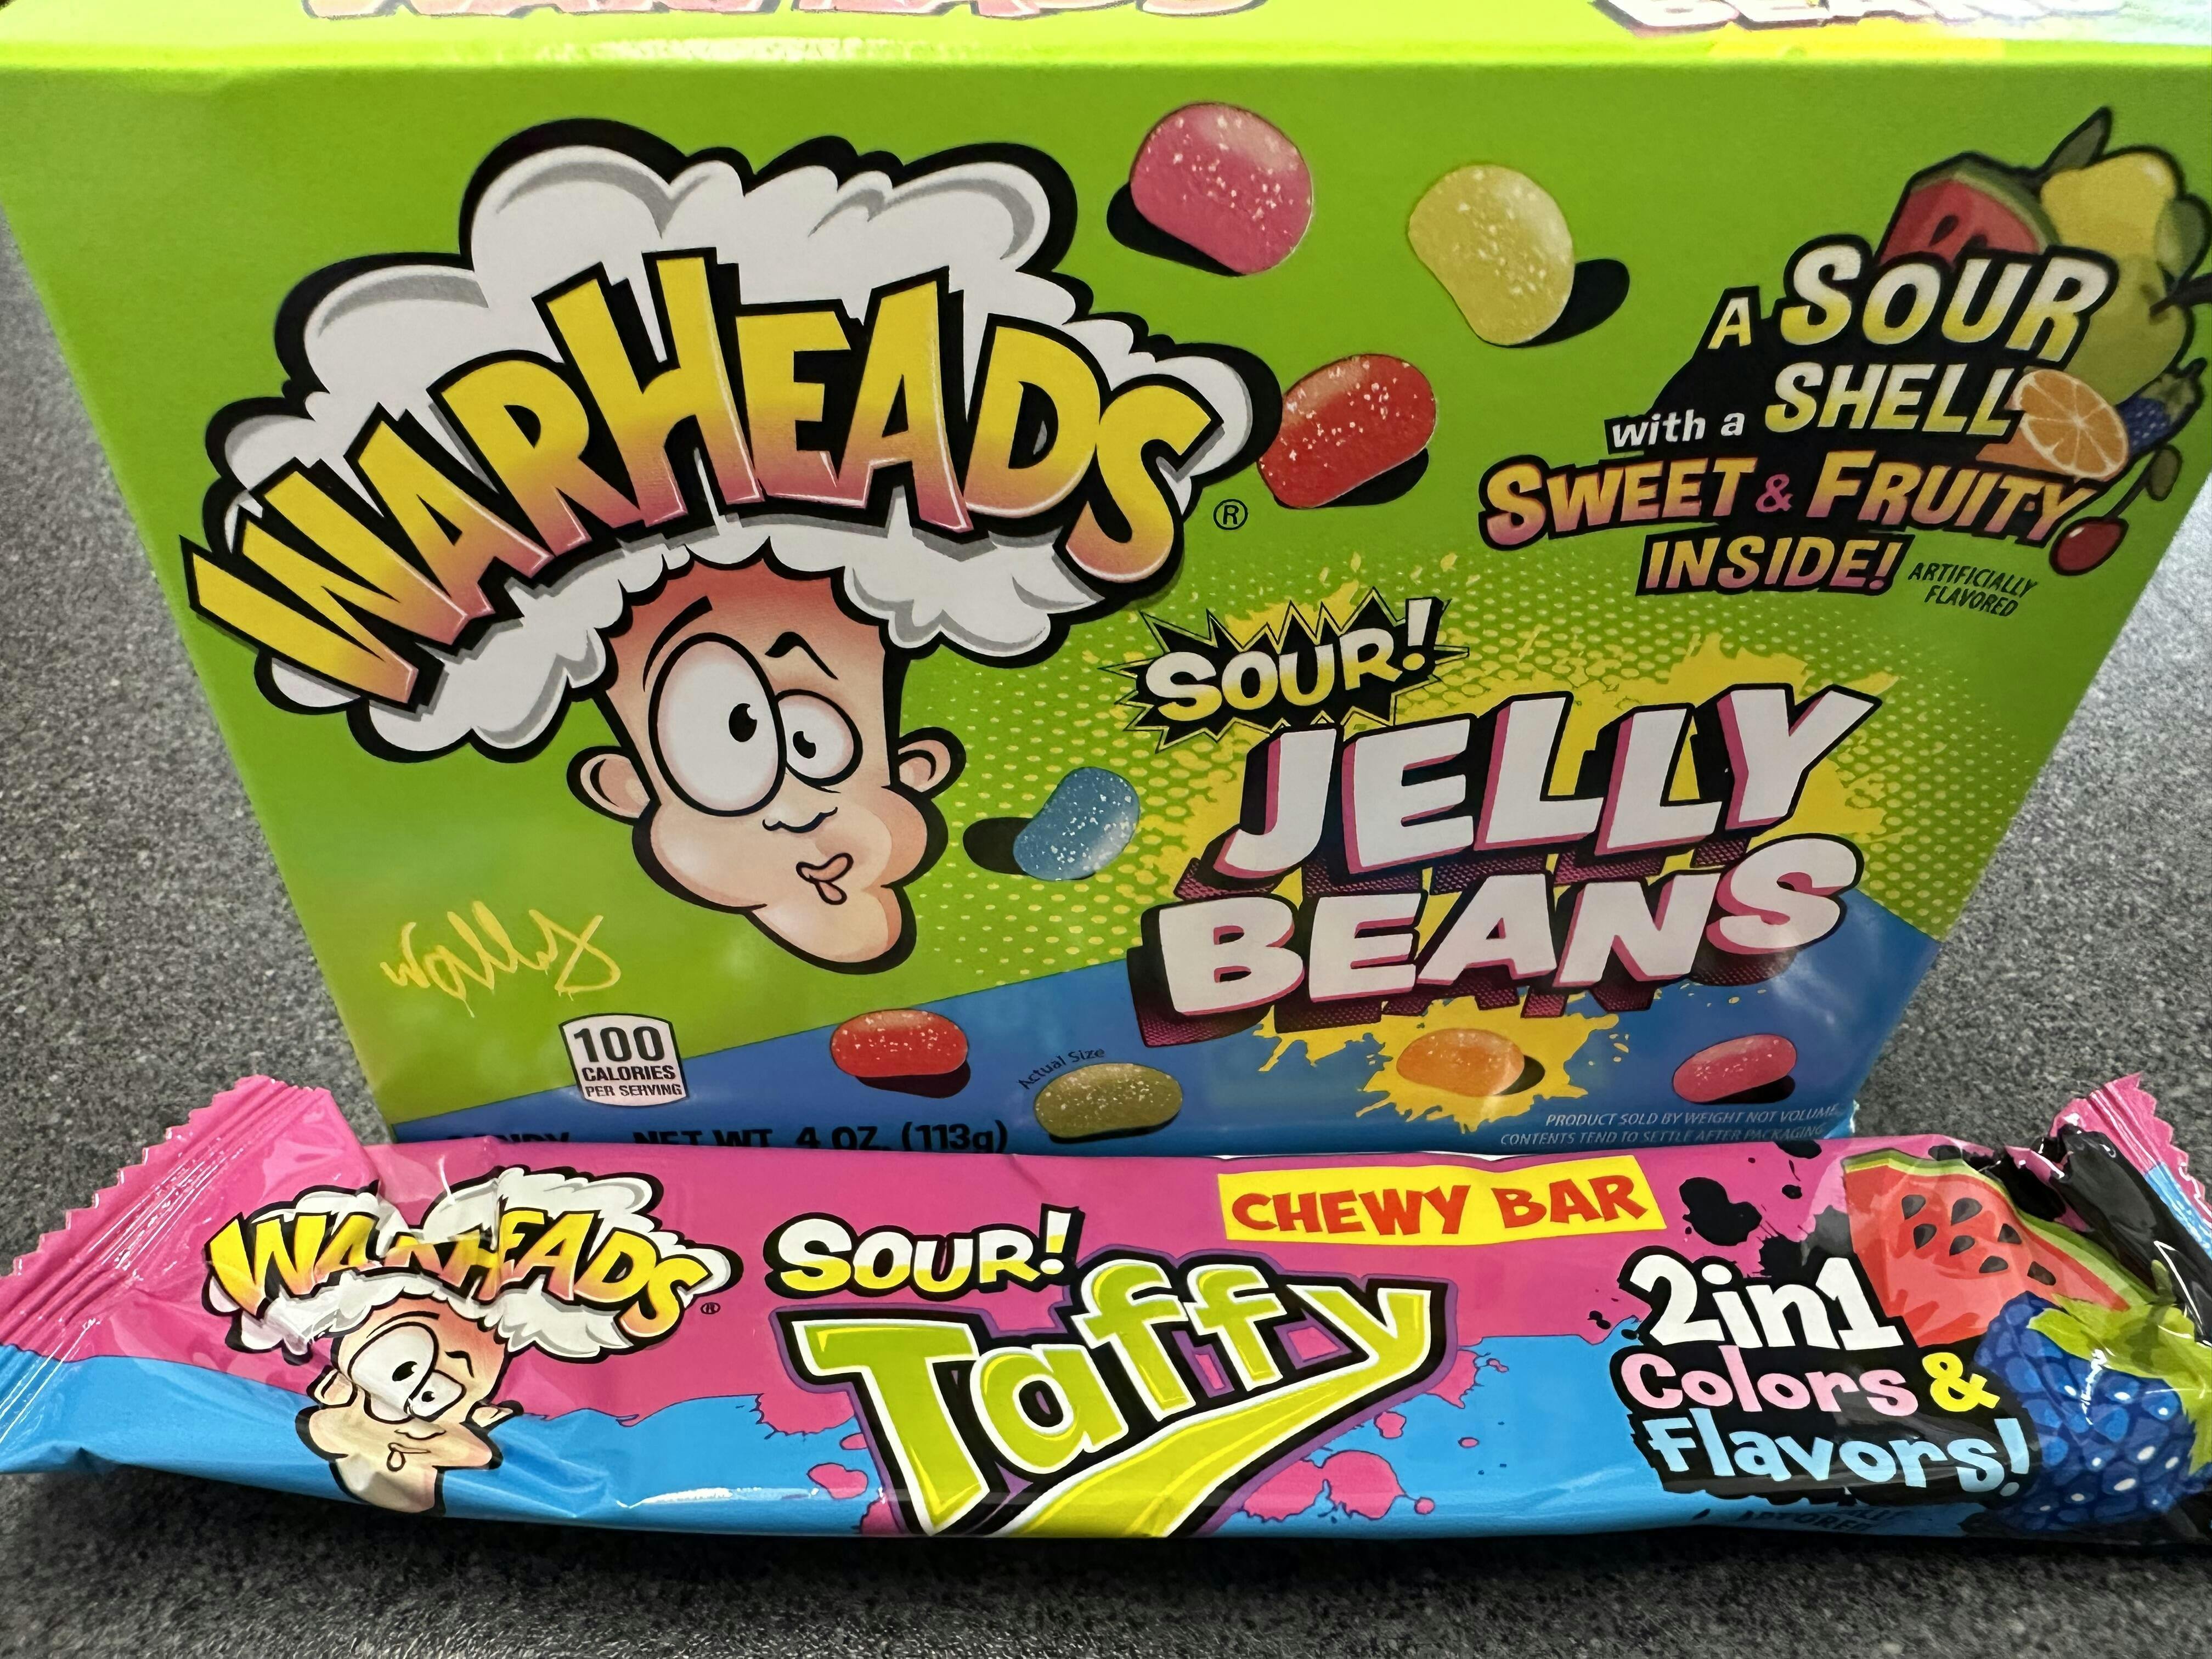 WARHEADS
®
A SOUR
with a SHELL
SWEET & FRUITY
INSIDE!
ARTIFICIALLY
FLAVORED
SOUR!
JELLY
BEANS
Wally
100
CALORIES
PER SERVING
Actual Size
NET WT. 4 OZ. (113g)
PRODUCT SOLD BY WEIGHT NOT VOLUME
CONTENTS TEND TO SETTLE AFTER PACKAGING
WARHEADS
®
SOUR!
Taffy
CHEWY BAR
2in1
Colors &
Flavors!